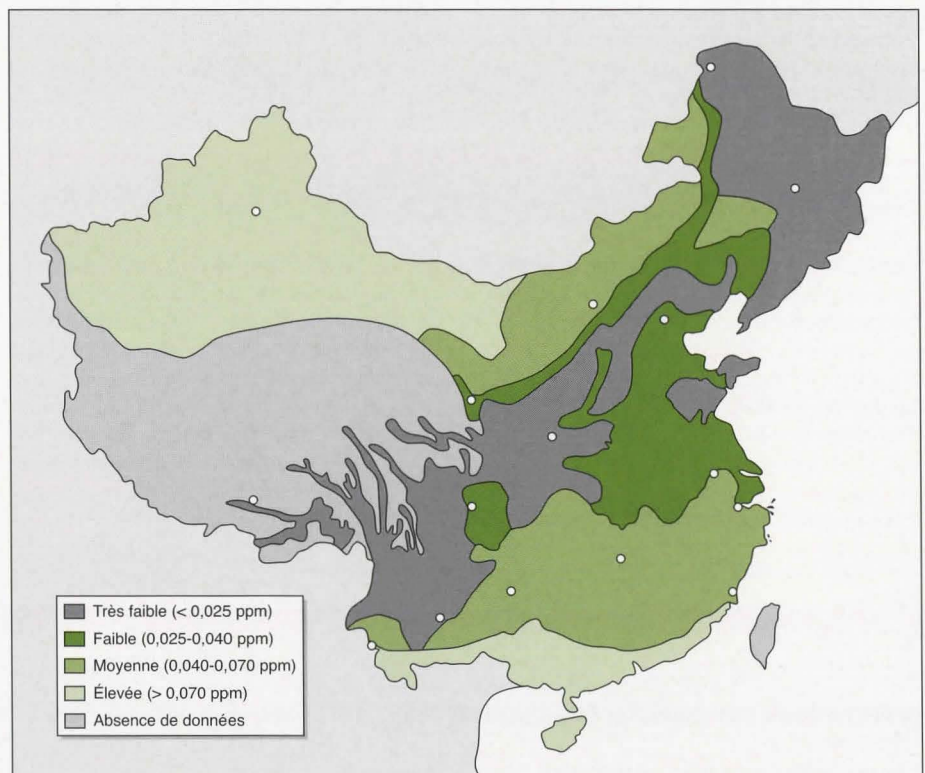 Très faible (< 0,025 ppm)
Faible (0,025-0,040 ppm)
Moyenne (0,040-0,070 ppm)
Élevée (> 0,070 ppm)
Absence de données